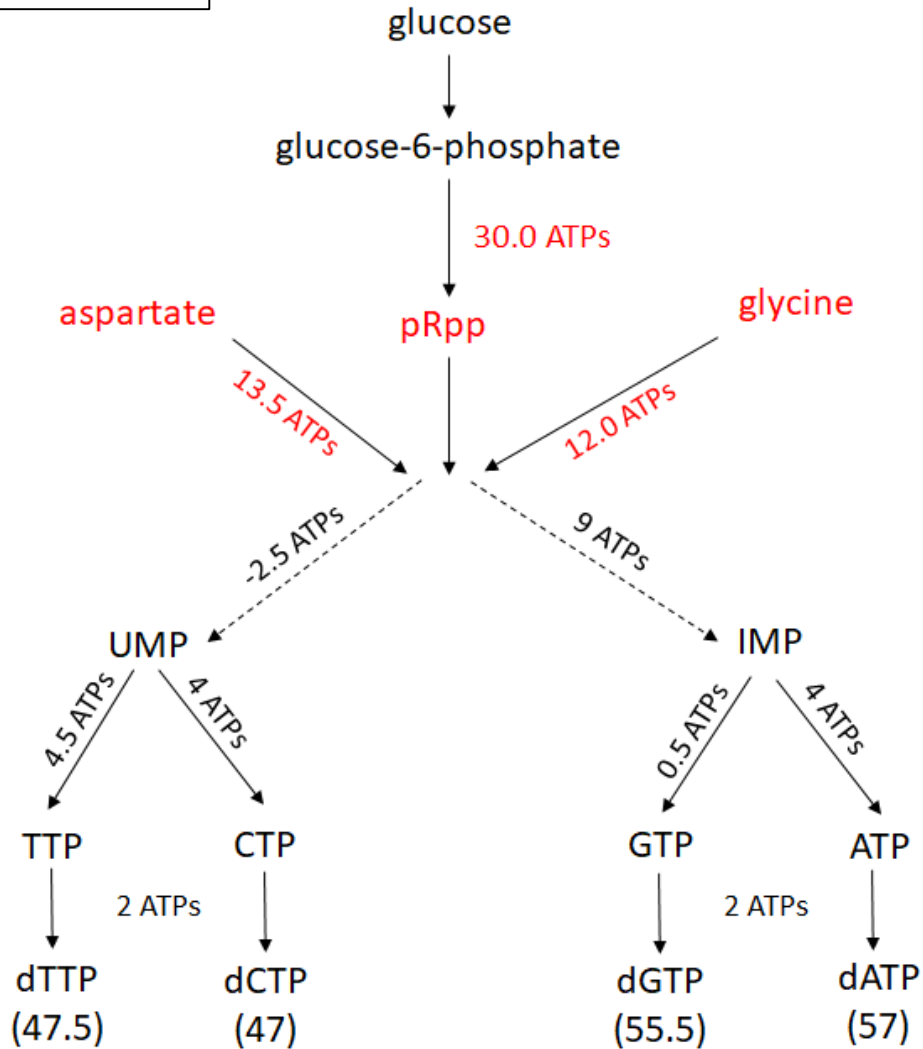 glucose
glucose-6-phosphate
30.0 ATPs
aspartate
pRpp
glycine
13.5 ATPs
12.0 ATPs
-2.5 ATPs
9 ATPs
UMP
IMP
4.5 ATPs
4 ATPs
0.5 ATPs
4 ATPs
TTP
CTP
GTP
ATP
2 ATPs
2 ATPs
dTTP
dCTP
dGTP
dATP
(47.5)
(47)
(55.5)
(57)